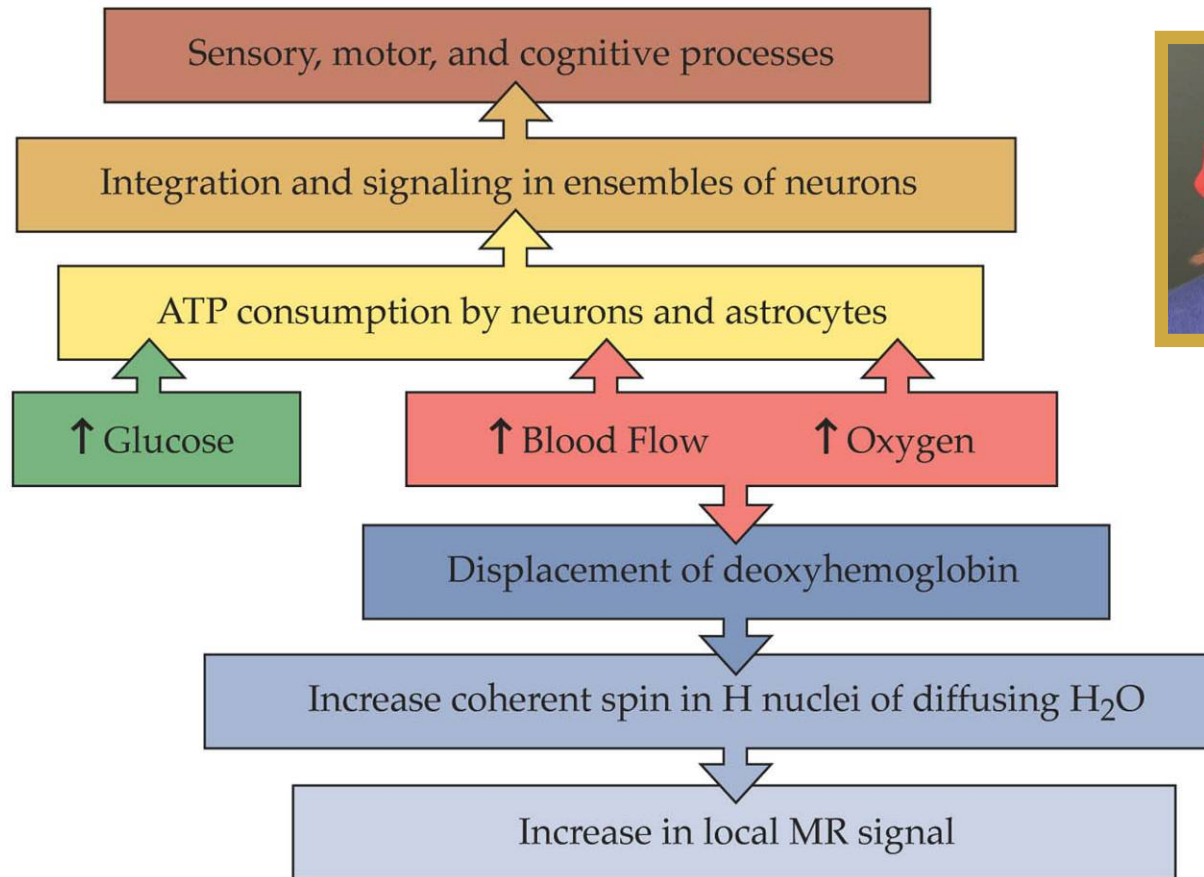 Sensory, motor, and cognitive processes
Integration and signaling in ensembles of neurons
ATP consumption by neurons and astrocytes
↑ Glucose
↑ Blood Flow ↑ Oxygen
Displacement of deoxyhemoglobin
Increase coherent spin in H nuclei of diffusing H₂O
Increase in local MR signal